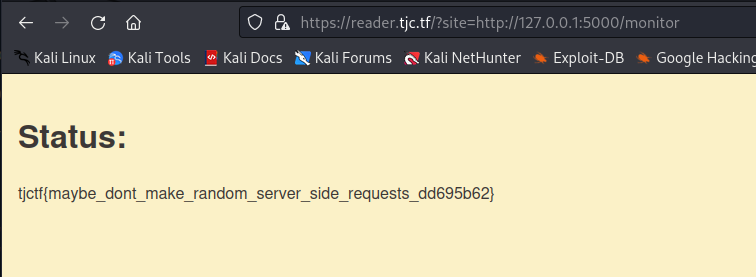 https://reader.tjc.tf/?site=http://127.0.0.1:5000/monitor
Kali Linux Kali Tools Kali Docs Kali Forums Kali NetHunter Exploit-DB Google Hacking
Status:
tjctf{maybe_dont_make_random_server_side_requests_dd695b62}